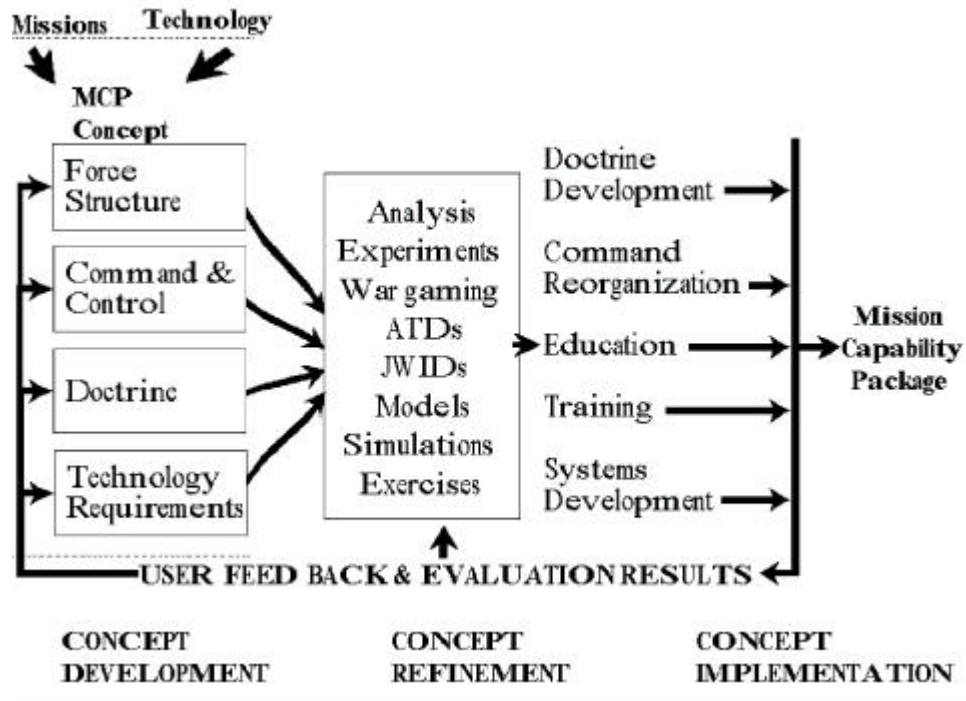 Missions
Technology
MCP
Concept
Force
Structure
Command &
Control
Doctrine
Technology
Requirements
Analysis
Experiments
War gaming
ATDs
JWIDs
Models
Simulations
Exercises
Doctrine
Development
Command
Reorganization
Education
Training
Systems
Development
Mission
Capability
Package
USER FEED BACK & EVALUATION RESULTS
CONCEPT
DEVELOPMENT
CONCEPT
REFINEMENT
CONCEPT
IMPLEMENTATION